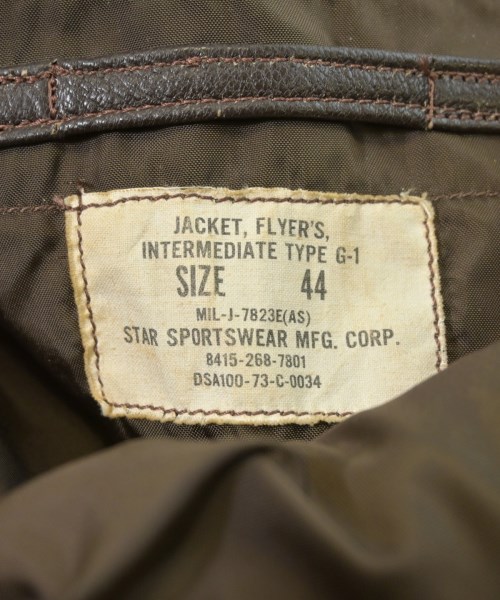 JACKET, FLYER'S,
INTERMEDIATE TYPE G-1
SIZE 44
MIL-J-7823E(AS)
STAR SPORTSWEAR MFG. CORP.
8415-268-7801
DSA100-73-C-0034